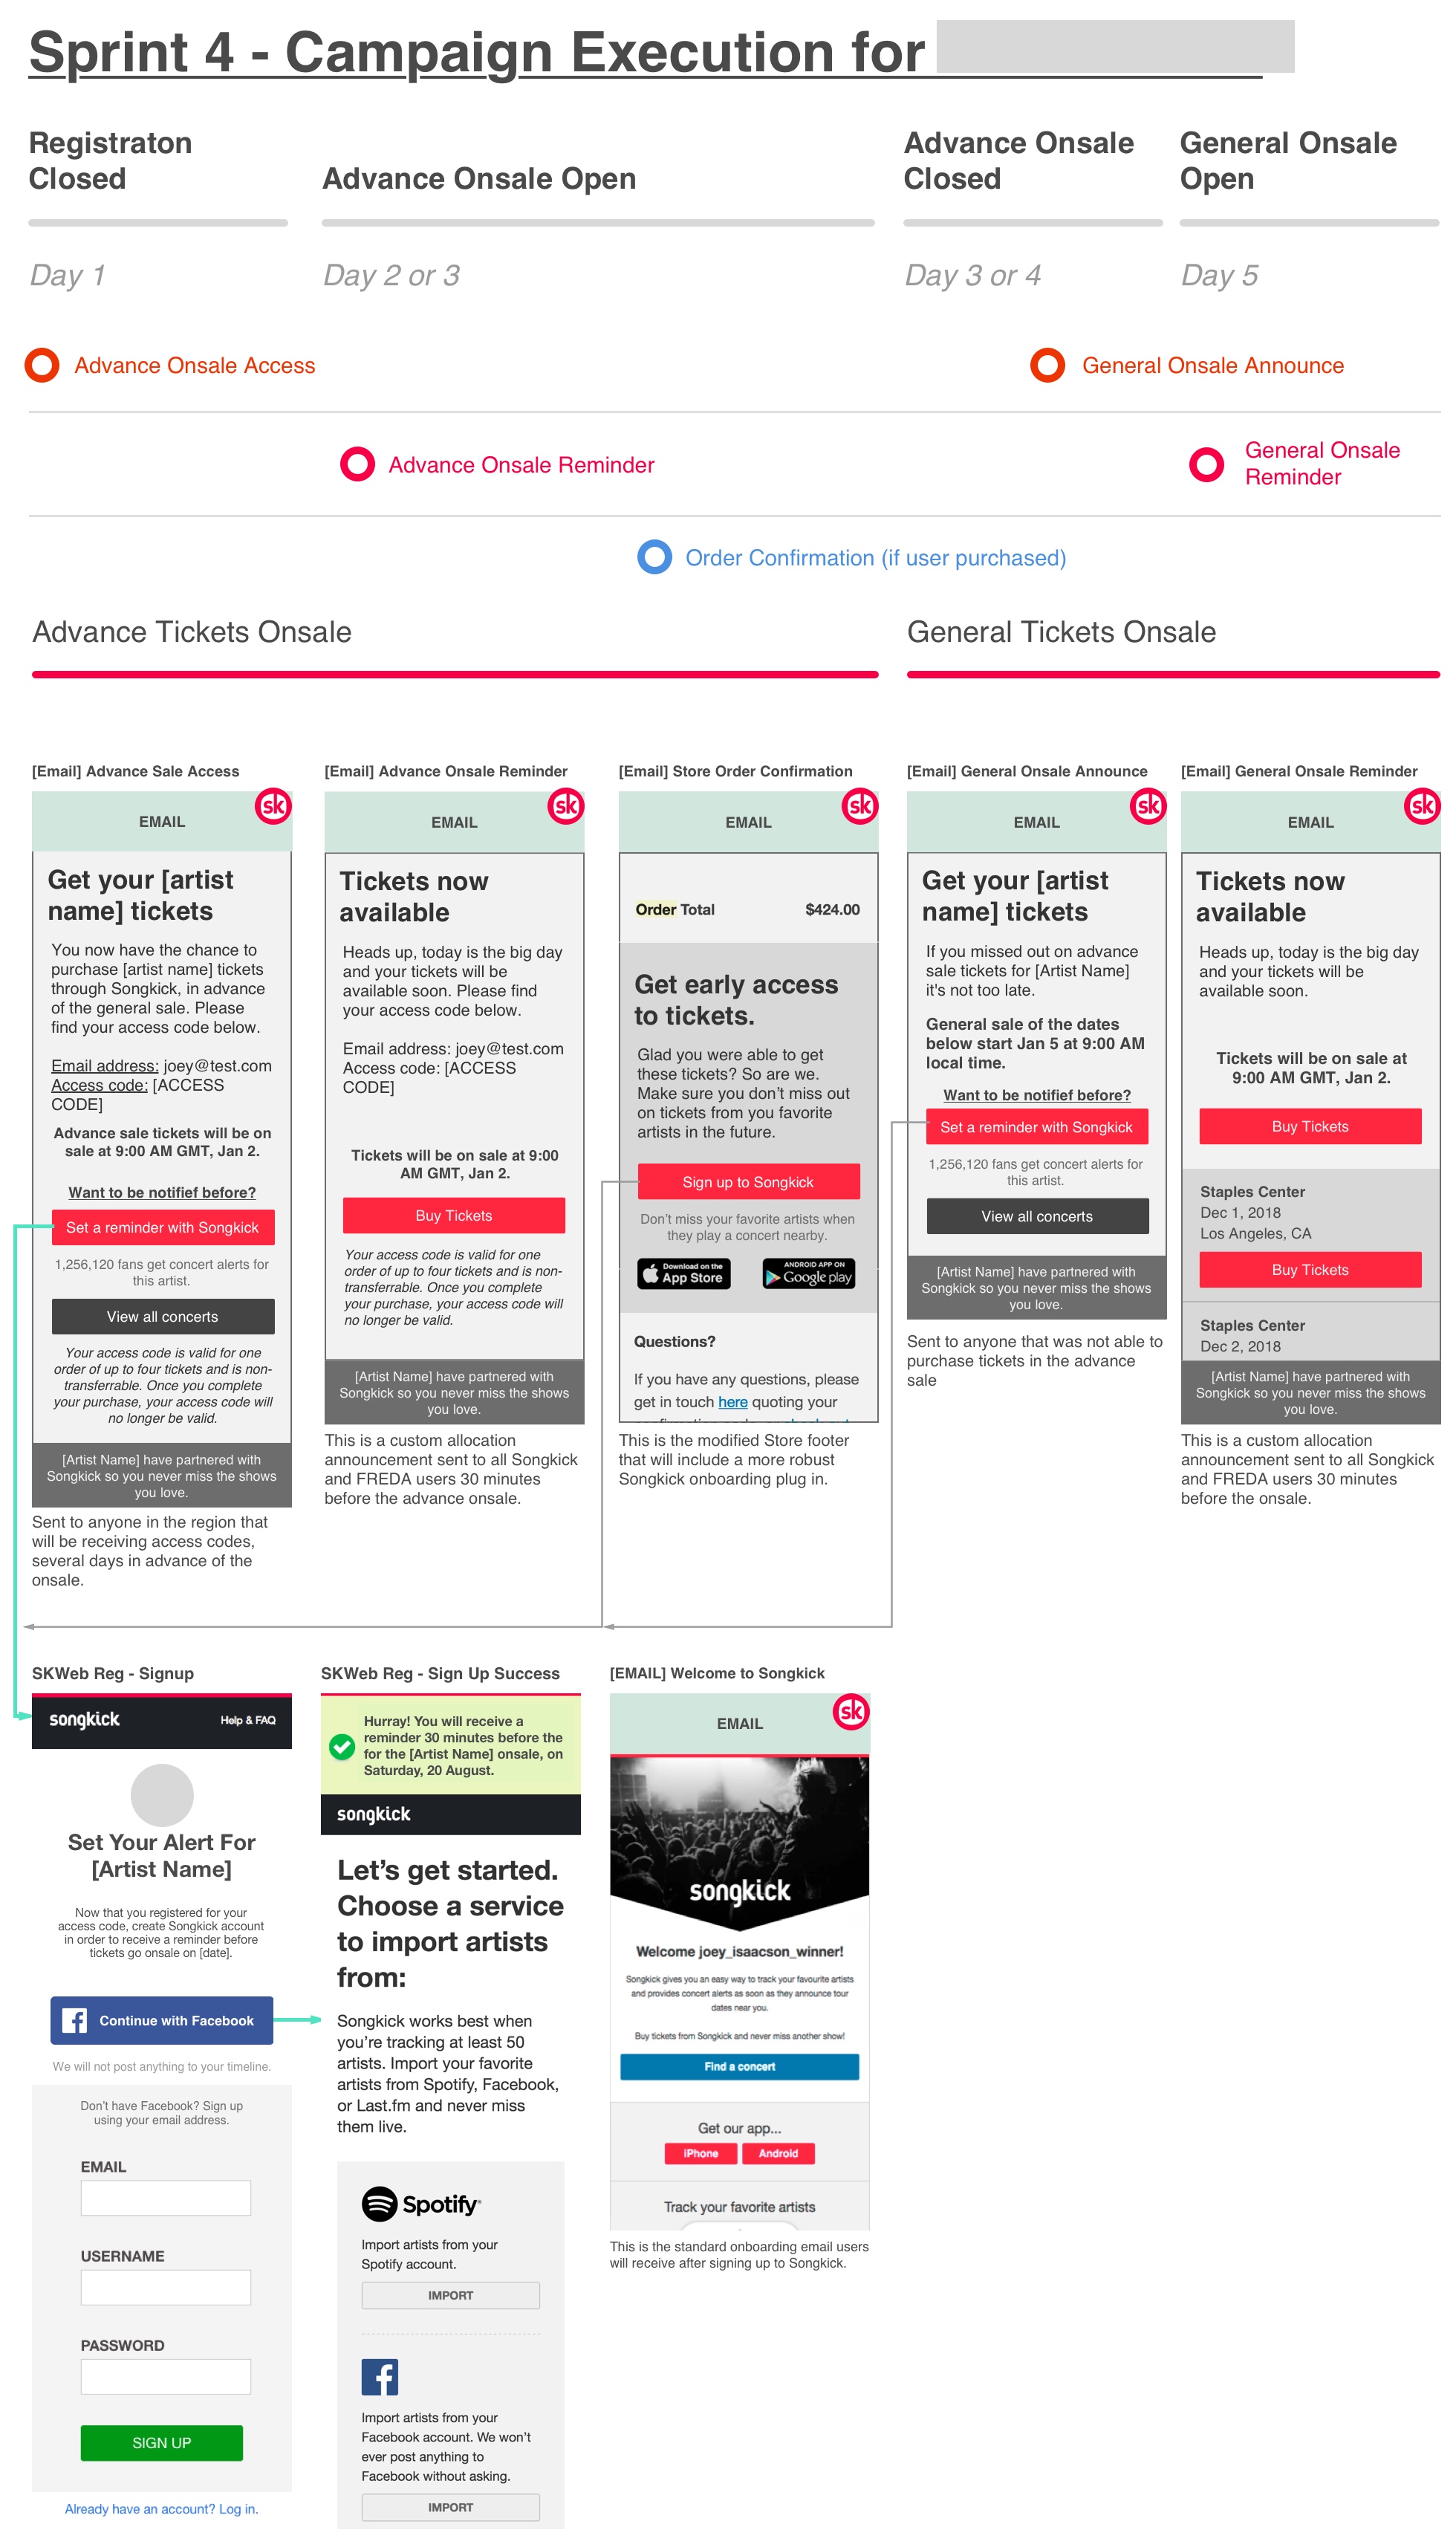 Sprint 4 - Campaign Execution for
Registraton
Closed
Advance Onsale Open
Advance Onsale
Closed
General Onsale
Open
Day 1
Day 2 or 3
Day 3 or 4
Day 5
Advance Onsale Access
General Onsale Announce
Advance Onsale Reminder
General Onsale
Reminder
Order Confirmation (if user purchased)
Advance Tickets Onsale
General Tickets Onsale
[Email] Advance Sale Access
EMAIL
sk
Get your [artist
name] tickets
You now have the chance to
purchase [artist name] tickets
through Songkick, in advance
of the general sale. Please
find your access code below.
Email address: joey@test.com
Access code: [ACCESS
CODE]
Advance sale tickets will be on
sale at 9:00 AM GMT, Jan 2.
Want to be notifief before?
Set a reminder with Songkick
1,256,120 fans get concert alerts for
this artist.
View all concerts
Your access code is valid for one
order of up to four tickets and is non-
transferrable. Once you complete
your purchase, your access code will
no longer be valid.
[Artist Name] have partnered with
Songkick so you never miss the shows
you love.
Sent to anyone in the region that
will be receiving access codes,
several days in advance of the
onsale.
[Email] Advance Onsale Reminder
EMAIL
sk
Tickets now
available
Heads up, today is the big day
and your tickets will be
available soon. Please find
your access code below.
Email address: joey@test.com
Access code: [ACCESS
CODE]
Tickets will be on sale at 9:00
AM GMT, Jan 2.
Buy Tickets
Your access code is valid for one
order of up to four tickets and is non-
transferrable. Once you complete
your purchase, your access code will
no longer be valid.
[Artist Name] have partnered with
Songkick so you never miss the shows
you love.
This is a custom allocation
announcement sent to all Songkick
and FREDA users 30 minutes
before the advance onsale.
[Email] Store Order Confirmation
EMAIL
sk
Order Total $424.00
Get early access
to tickets.
Glad you were able to get
these tickets? So are we.
Make sure you don't miss out
on tickets from you favorite
artists in the future.
Sign up to Songkick
Don't miss your favorite artists when
they play a concert nearby.
Download on the
App Store
ANDROID APP ON
Google play
Questions?
If you have any questions, please
get in touch here quoting your
This is the modified Store footer
that will include a more robust
Songkick onboarding plug in.
[Email] General Onsale Announce
EMAIL
sk
Get your [artist
name] tickets
If you missed out on advance
sale tickets for [Artist Name]
it's not too late.
General sale of the dates
below start Jan 5 at 9:00 AM
local time.
Want to be notifief before?
Set a reminder with Songkick
1,256,120 fans get concert alerts for
this artist.
View all concerts
[Artist Name] have partnered with
Songkick so you never miss the shows
you love.
Sent to anyone that was not able to
purchase tickets in the advance
sale
[Email] General Onsale Reminder
EMAIL
sk
Tickets now
available
Heads up, today is the big day
and your tickets will be
available soon.
Tickets will be on sale at
9:00 AM GMT, Jan 2.
Buy Tickets
Staples Center
Dec 1, 2018
Los Angeles, CA
Buy Tickets
Staples Center
Dec 2, 2018
[Artist Name] have partnered with
Songkick so you never miss the shows
you love.
This is a custom allocation
announcement sent to all Songkick
and FREDA users 30 minutes
before the onsale.
SKWeb Reg - Signup
songkick Help & FAQ
Set Your Alert For
[Artist Name]
Now that you registered for your
access code, create Songkick account
in order to receive a reminder before
tickets go onsale on [date].
Continue with Facebook
We will not post anything to your timeline.
Don't have Facebook? Sign up
using your email address.
EMAIL
USERNAME
PASSWORD
SIGN UP
Already have an account? Log in.
SKWeb Reg - Sign Up Success
Hurray! You will receive a
reminder 30 minutes before the
for the [Artist Name] onsale, on
Saturday, 20 August.
songkick
Let's get started.
Choose a service
to import artists
from:
Songkick works best when
you're tracking at least 50
artists. Import your favorite
artists from Spotify, Facebook,
or Last.fm and never miss
them live.
Spotify
Import artists from your
Spotify account.
IMPORT
Import artists from your
Facebook account. We won't
ever post anything to
Facebook without asking.
IMPORT
[EMAIL] Welcome to Songkick
EMAIL
sk
songkick
Welcome joey_isaacson_winner!
Songkick gives you an easy way to track your favourite artists
and provides concert alerts as soon as they announce tour
dates near you.
Buy tickets from Songkick and never miss another show!
Find a concert
Get our app...
iPhone Android
Track your favorite artists
This is the standard onboarding email users
will receive after signing up to Songkick.